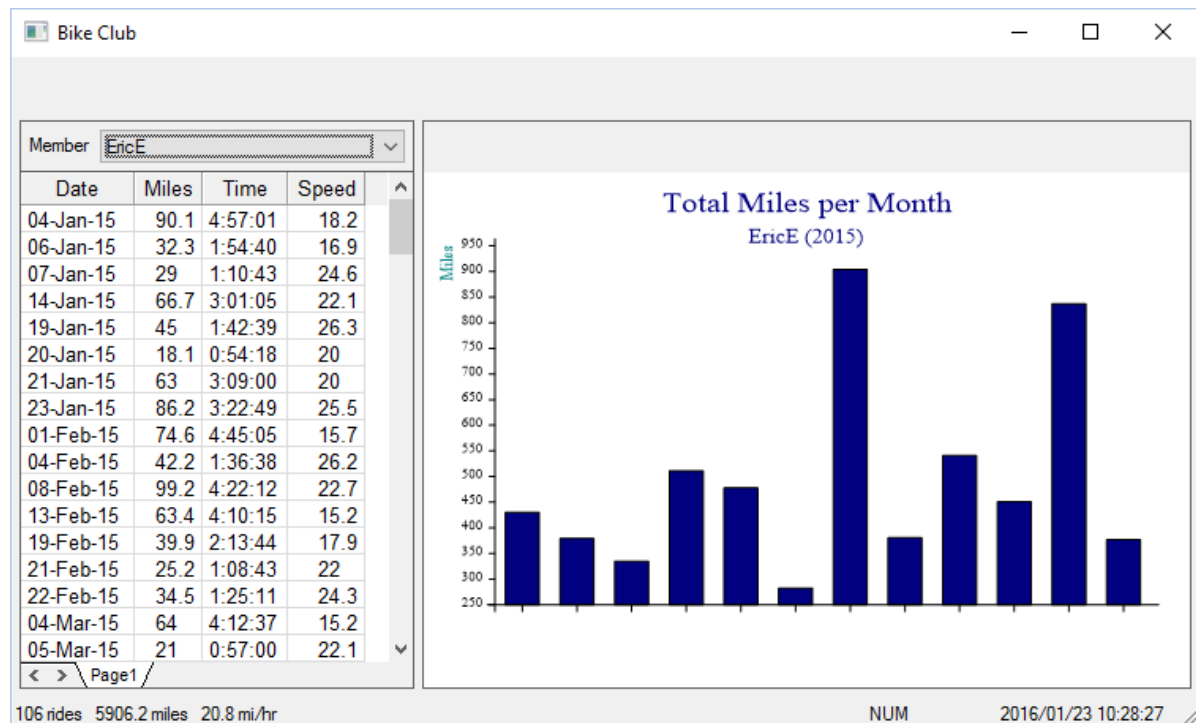 Bike Club
Member EricE
Date Miles Time Speed
04-Jan-15 90.1 4:57:01 18.2
06-Jan-15 32.3 1:54:40 16.9
07-Jan-15 29 1:10:43 24.6
14-Jan-15 66.7 3:01:05 22.1
19-Jan-15 45 1:42:39 26.3
20-Jan-15 18.1 0:54:18 20
21-Jan-15 63 3:09:00 20
23-Jan-15 86.2 3:22:49 25.5
01-Feb-15 74.6 4:45:05 15.7
04-Feb-15 42.2 1:36:38 26.2
08-Feb-15 99.2 4:22:12 22.7
13-Feb-15 63.4 4:10:15 15.2
19-Feb-15 39.9 2:13:44 17.9
21-Feb-15 25.2 1:08:43 22
22-Feb-15 34.5 1:25:11 24.3
04-Mar-15 64 4:12:37 15.2
05-Mar-15 21 0:57:00 22.1
Page1
Total Miles per Month
EricE (2015)
Miles
950
900
850
800
750
700
650
600
550
500
450
400
350
300
250
106 rides 5906.2 miles 20.8 mi/hr
NUM
2016/01/23 10:28:27